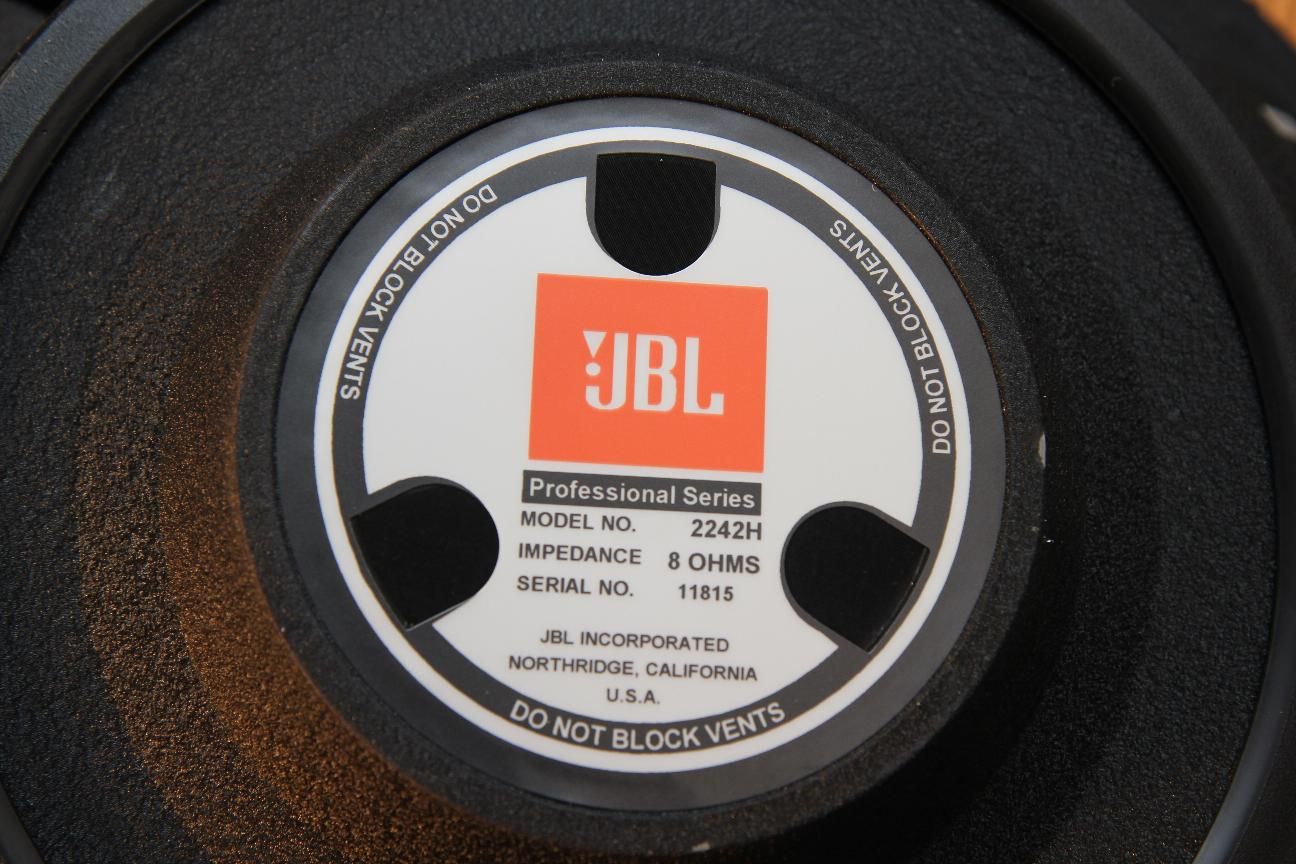 DO NOT BLOCK VENTS
DO NOT BLOCK VENTS
JBL
Professional Series
MODEL NO. 2242H
IMPEDANCE 8 OHMS
SERIAL NO. 11815
JBL INCORPORATED
NORTHRIDGE, CALIFORNIA
U.S.A.
DO NOT BLOCK VENTS